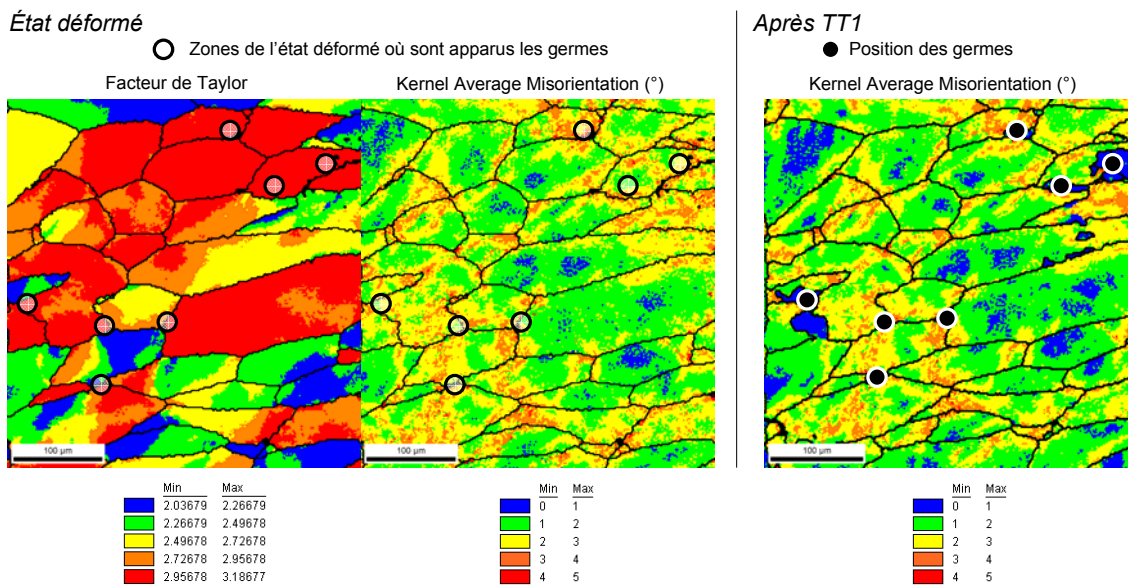 État déformé
Après TT1
Zones de l'état déformé où sont apparus les germes
Position des germes
Facteur de Taylor
Kernel Average Misorientation (°)
Kernel Average Misorientation (°)
100 µm
100 µm
100 µm
Min Max
2.03679 2.26679
2.26679 2.49678
2.49678 2.72678
2.72678 2.95678
2.95678 3.18677
Min Max
0 1
1 2
2 3
3 4
4 5
Min Max
0 1
1 2
2 3
3 4
4 5